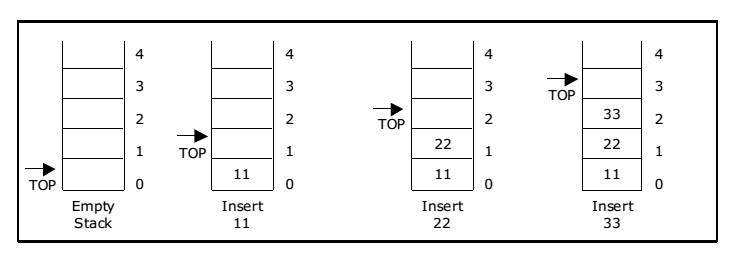 4 4 4 4
3 3 3 3
TOP
33
2 2 2 2
TOP
TOP
22 22
1 1 1 1
TOP
11 11 11
0 0 0 0
Empty Insert Insert Insert
Stack 11 22 33